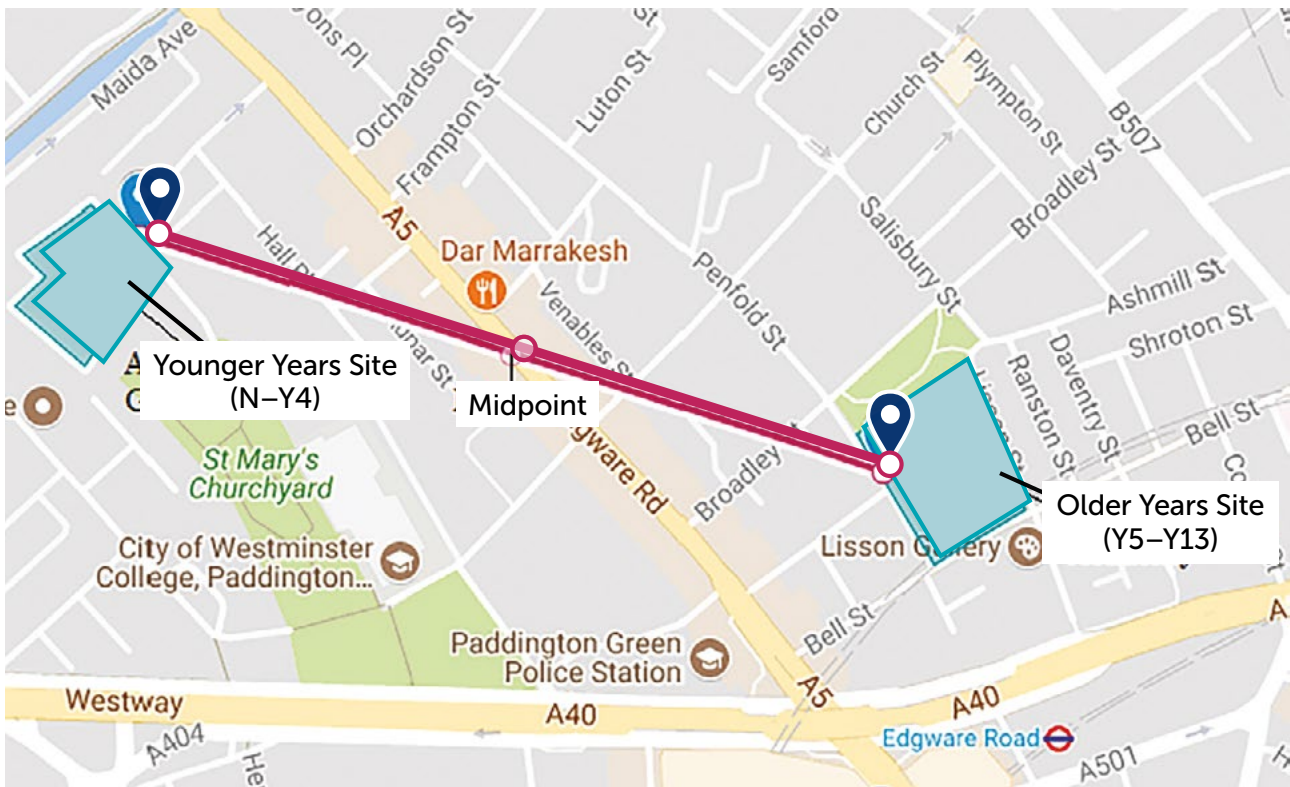 Maida Ave
Orchardson St
Frampton St
Luton St
Samford
Church St
Plympton St
B507
Broadley St
Salisbury St
A5
Hall Pl
Dar Marrakesh
Venables St
Penfold St
Ashmill St
Shroton St
Daventry St
Ranston St
Bell St
Younger Years Site
(N–Y4)
Midpoint
St Mary's
Churchyard
Broadley
Edgware Rd
Older Years Site
(Y5–Y13)
Lisson Gallery
City of Westminster
College, Paddington...
Bell St
Paddington Green
Police Station
A5
Westway
A40
A40
A404
Edgware Road
A501